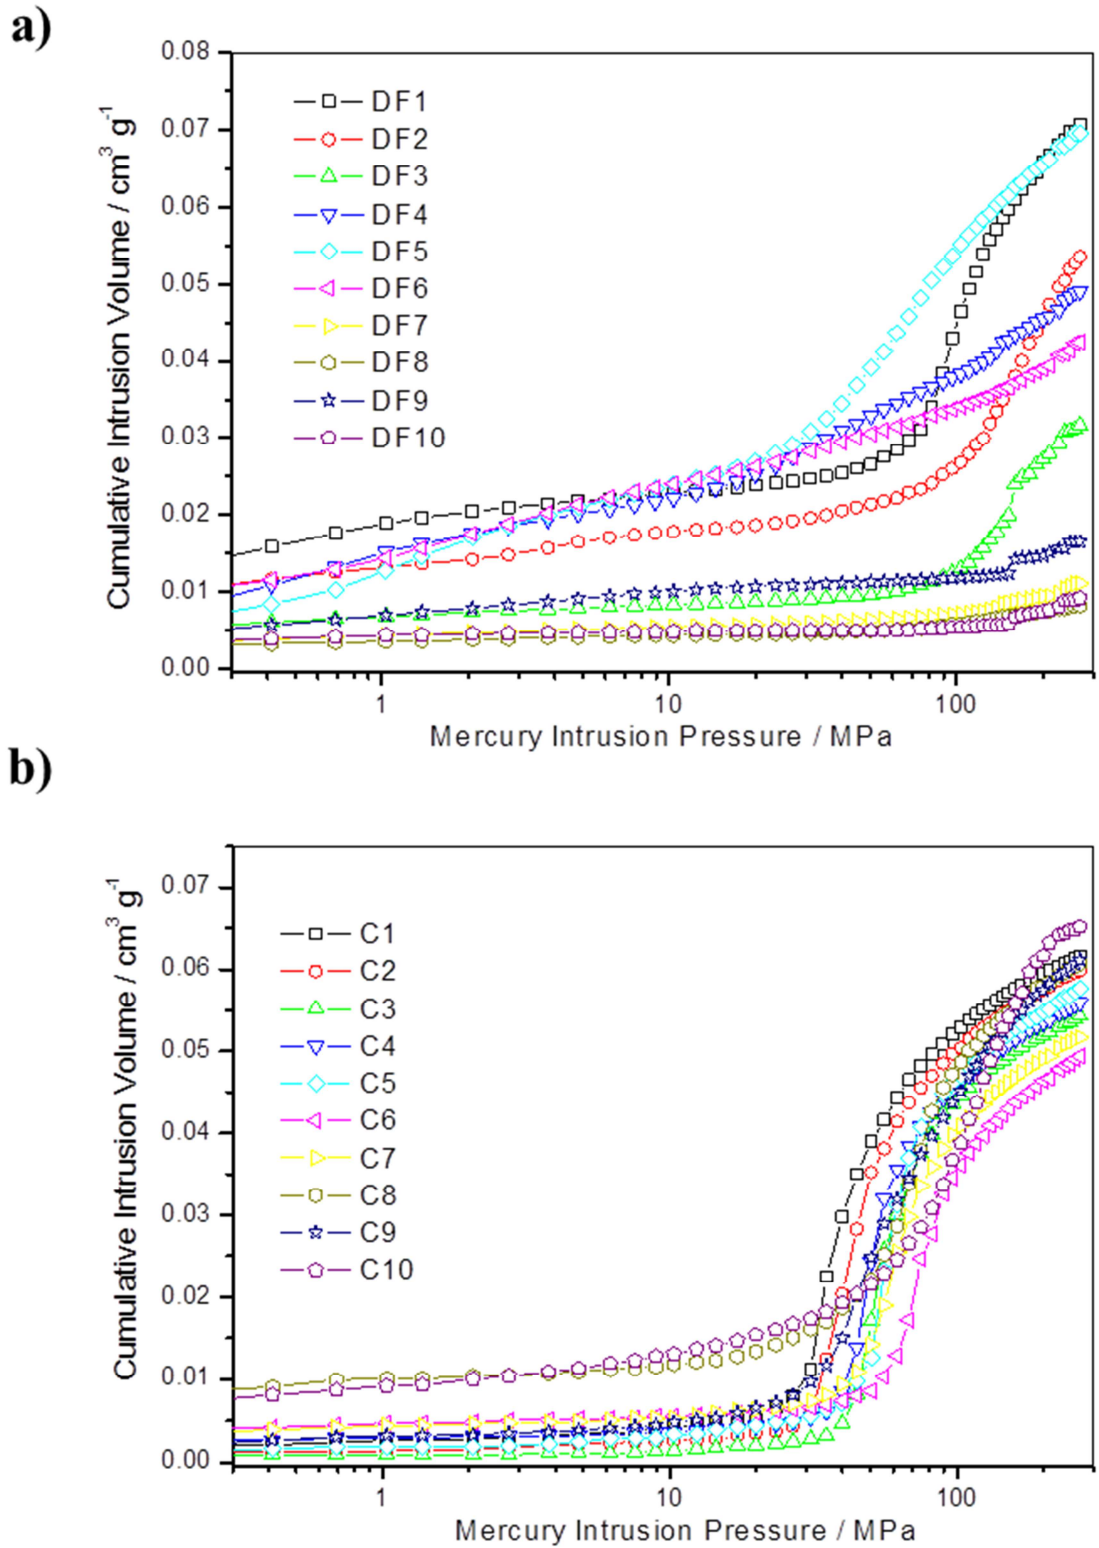 a)
0.08
0.07
0.06
0.05
0.04
0.03
0.02
0.01
0.00
Cumulative Intrusion Volume / cm³ g⁻¹
DF1
DF2
DF3
DF4
DF5
DF6
DF7
DF8
DF9
DF10
1 10 100
Mercury Intrusion Pressure / MPa
b)
0.07
0.06
0.05
0.04
0.03
0.02
0.01
0.00
Cumulative Intrusion Volume / cm³ g⁻¹
C1
C2
C3
C4
C5
C6
C7
C8
C9
C10
1 10 100
Mercury Intrusion Pressure / MPa